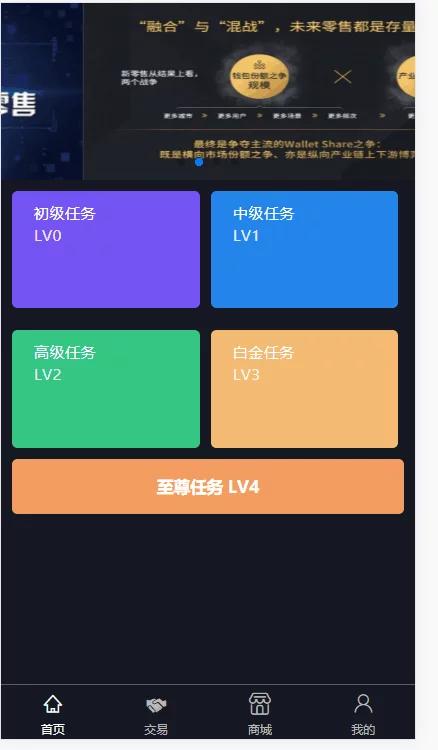 “融合”与“混战”，未来零售都是存量
零售
新零售从结果上看，
两个战争
钱包份额之争
规模
产业
更多城市 > 更多用户 > 更多场景 > 更多频次 >
最终是争夺主流的Wallet Share之争：
既是横向市场份额之争、亦是纵向产业链上下游博弈
初级任务
LV0
中级任务
LV1
高级任务
LV2
白金任务
LV3
至尊任务 LV4
首页
交易
商城
我的